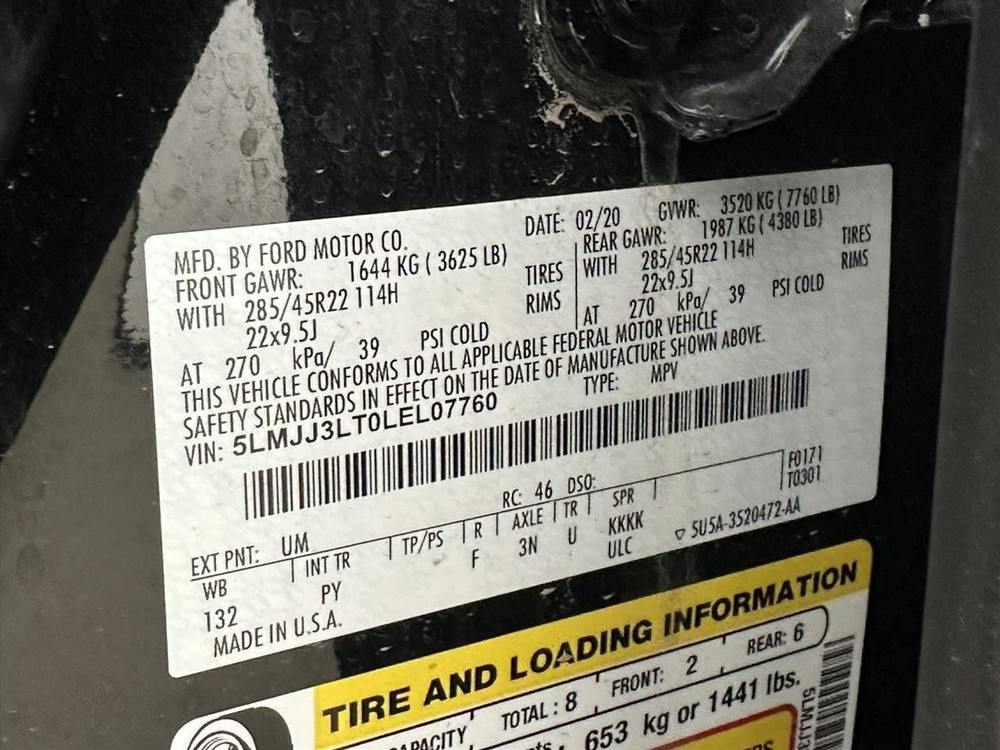 MFD. BY FORD MOTOR CO. DATE: 02/20 GVWR: 3520 KG ( 7760 LB)
FRONT GAWR: 1644 KG ( 3625 LB) REAR GAWR: 1987 KG ( 4380 LB)
WITH 285/45R22 114H TIRES WITH 285/45R22 114H TIRES
22x9.5J RIMS 22x9.5J RIMS
AT 270 kPa/ 39 PSI COLD AT 270 kPa/ 39 PSI COLD
THIS VEHICLE CONFORMS TO ALL APPLICABLE FEDERAL MOTOR VEHICLE
SAFETY STANDARDS IN EFFECT ON THE DATE OF MANUFACTURE SHOWN ABOVE.
VIN: 5LMJJ3LT0LEL07760 TYPE: MPV
F0171
T0301
EXT PNT: UM RC: 46 DSO:
WB INT TR TP/PS R AXLE TR SPR
132 PY F 3N U KKKK
ULC
MADE IN U.S.A. 5U5A-3520472-AA
TIRE AND LOADING INFORMATION
TOTAL : 8 FRONT: 2 REAR: 6
653 kg or 1441 lbs.
5LMJJ3